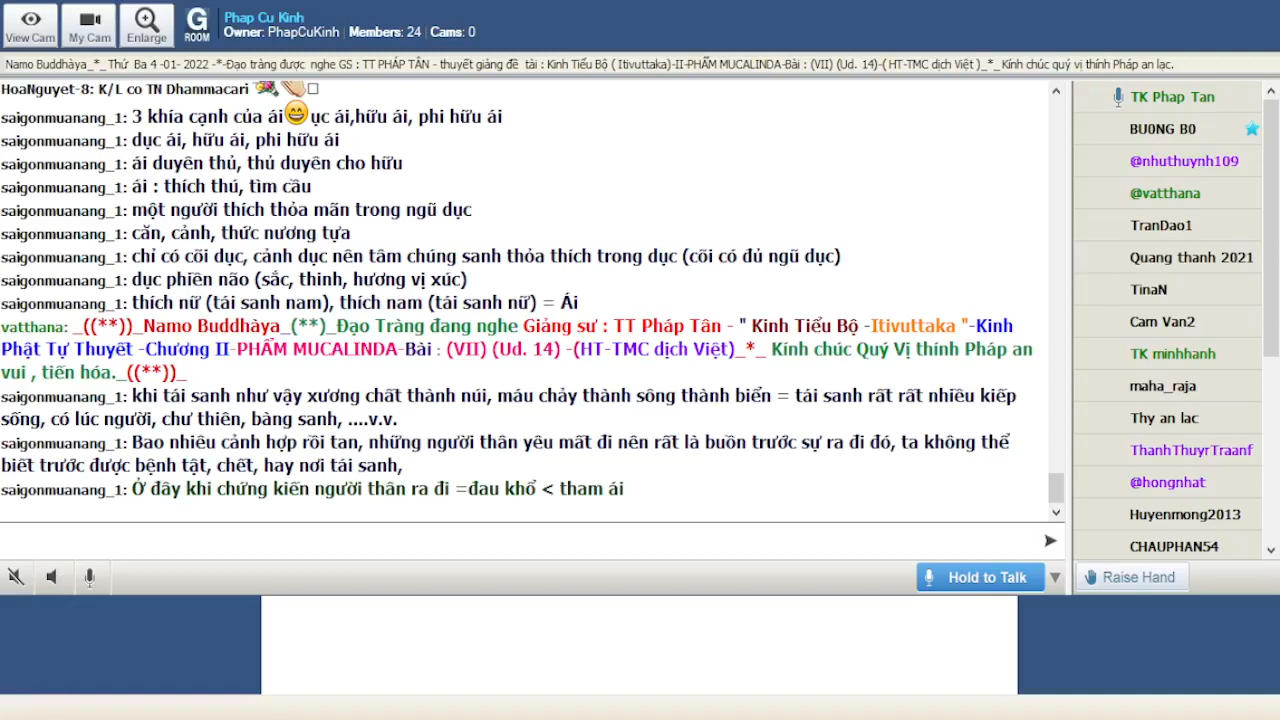 View Cam
My Cam
Enlarge
G
ROOM
Phap Cu Kinh
Owner: PhapCuKinh | Members: 24 | Cams: 0
Namo Buddhàya_*_Thứ Ba 4 -01- 2022 -*-Đạo tràng được nghe GS : TT PHÁP TÂN - thuyết giảng đề tài : Kinh Tiểu Bộ ( Itivuttaka)-II-PHẨM MUCALINDA-Bài : (VII) (Ud. 14)-( HT-TMC dịch Việt )_*_Kính chúc quý vị thính Pháp an lạc.
HoaNguyet-8: K/L co TN Dhammacari
saigonmuanang_1: 3 khía cạnh của ái😄ục ái,hữu ái, phi hữu ái
saigonmuanang_1: dục ái, hữu ái, phi hữu ái
saigonmuanang_1: ái duyên thủ, thủ duyên cho hữu
saigonmuanang_1: ái : thích thú, tìm cầu
saigonmuanang_1: một người thích thỏa mãn trong ngũ dục
saigonmuanang_1: căn, cảnh, thức nương tựa
saigonmuanang_1: chỉ có cõi dục, cảnh dục nên tâm chúng sanh thỏa thích trong dục (cõi có đủ ngũ dục)
saigonmuanang_1: dục phiền não (sắc, thinh, hương vị xúc)
saigonmuanang_1: thích nữ (tái sanh nam), thích nam (tái sanh nữ) = Ái
vatthana: _((**))_Namo Buddhàya_(**)_Đạo Tràng đang nghe Giảng sư : TT Pháp Tân - " Kinh Tiểu Bộ -Itivuttaka "-Kinh
Phật Tự Thuyết -Chương II-PHẨM MUCALINDA-Bài : (VII) (Ud. 14) -(HT-TMC dịch Việt)_*_ Kính chúc Quý Vị thính Pháp an
vui , tiến hóa._((**))_
saigonmuanang_1: khi tái sanh như vậy xương chất thành núi, máu chảy thành sông thành biển = tái sanh rất rất nhiều kiếp
sống, có lúc người, chư thiên, bàng sanh, ....v.v.
saigonmuanang_1: Bao nhiêu cảnh hợp rồi tan, những người thân yêu mất đi nên rất là buồn trước sự ra đi đó, ta không thể
biết trước được bệnh tật, chết, hay nơi tái sanh,
saigonmuanang_1: Ở đây khi chứng kiến người thân ra đi =đau khổ < tham ái
Hold to Talk
TK Phap Tan
BU0NG B0
@nhuthuynh109
@vatthana
TranDao1
Quang thanh 2021
TinaN
Cam Van2
TK minhhanh
maha_raja
Thy an lac
ThanhThuyrTraanf
@hongnhat
Huyenmong2013
CHAUPHAN54
Raise Hand